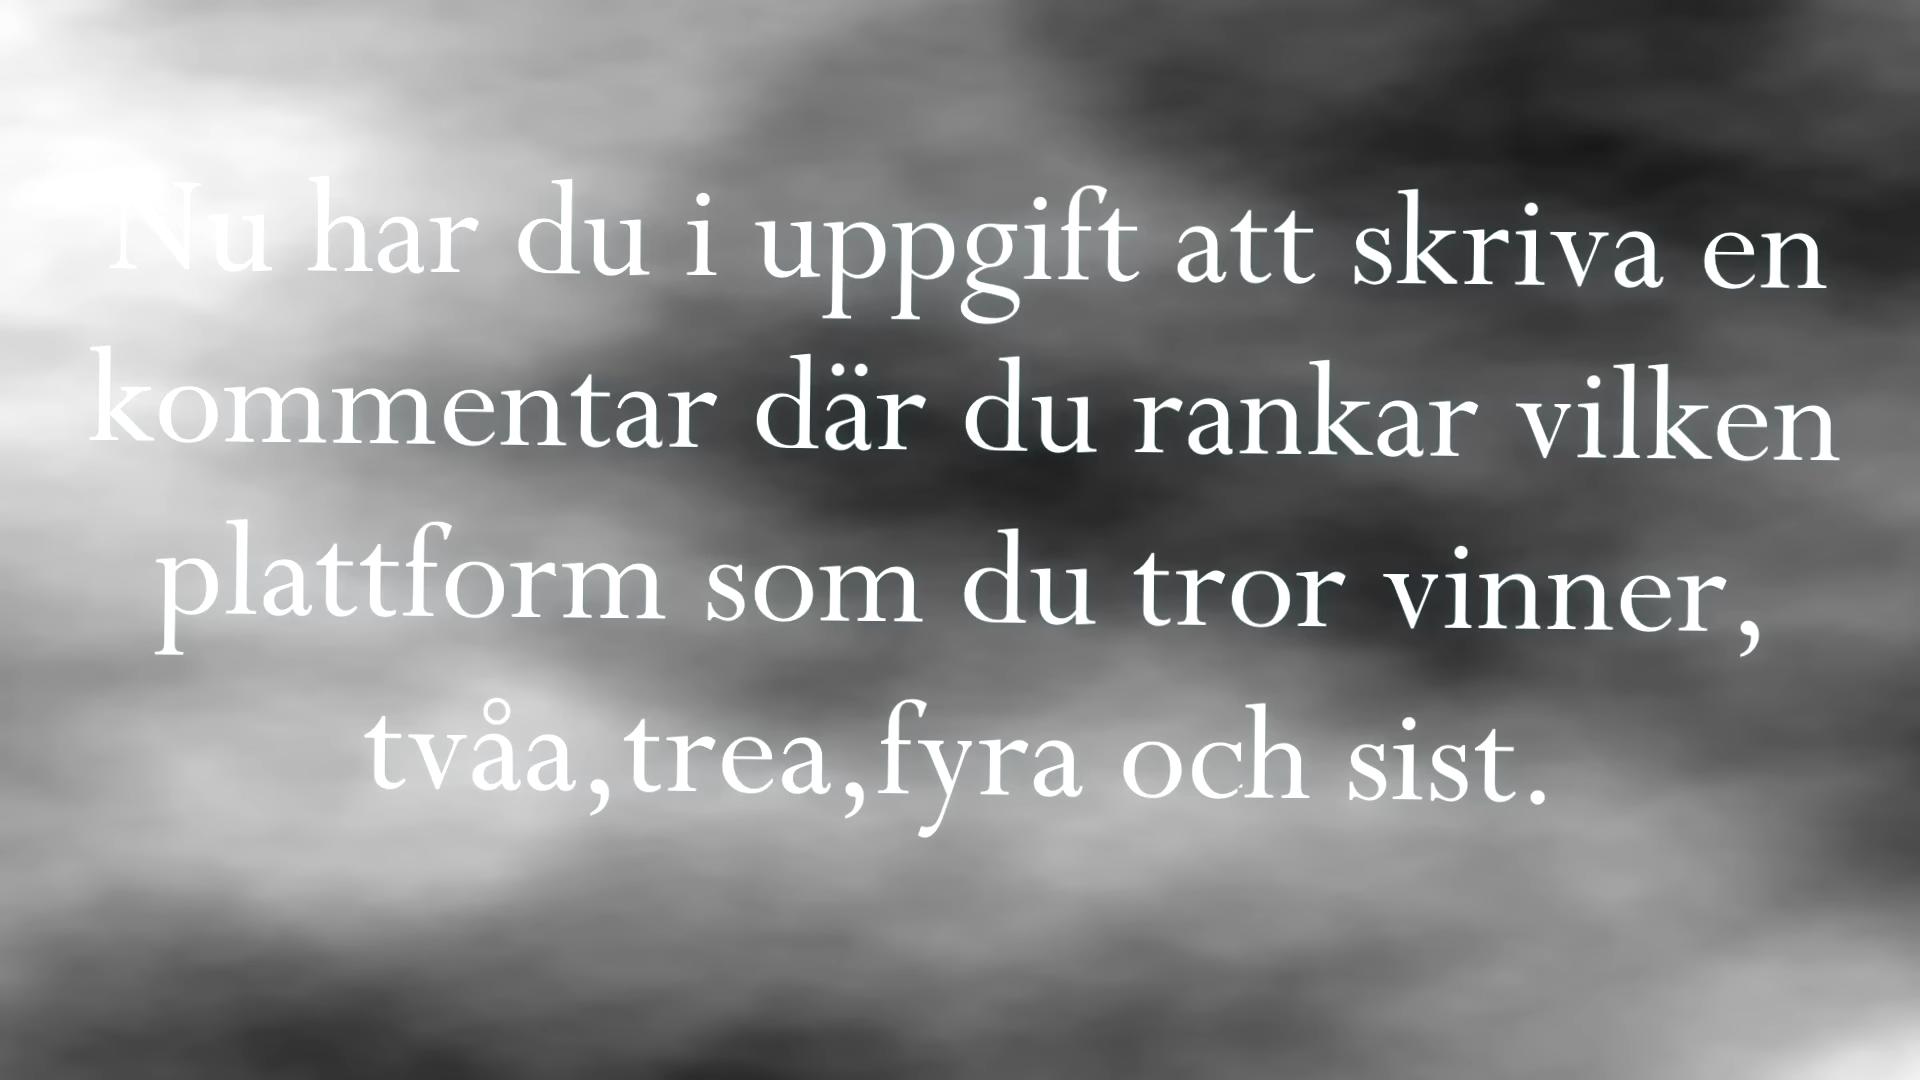 Nu har du i uppgift att skriva en
kommentar där du rankar vilken
plattform som du tror vinner,
tvåa,trea,fyra och sist.